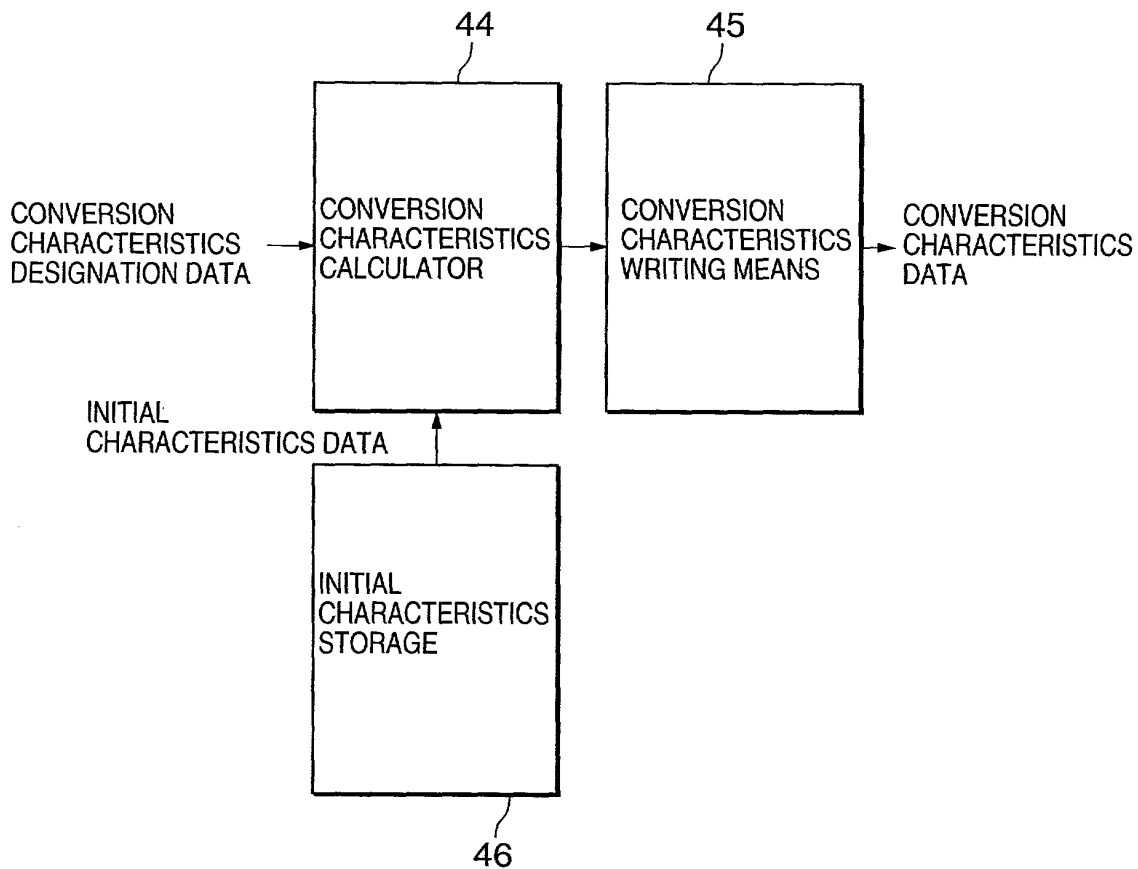 44
45
CONVERSION
CHARACTERISTICS
DESIGNATION DATA
CONVERSION
CHARACTERISTICS
CALCULATOR
CONVERSION
CHARACTERISTICS
WRITING MEANS
CONVERSION
CHARACTERISTICS
DATA
INITIAL
CHARACTERISTICS DATA
INITIAL
CHARACTERISTICS
STORAGE
46